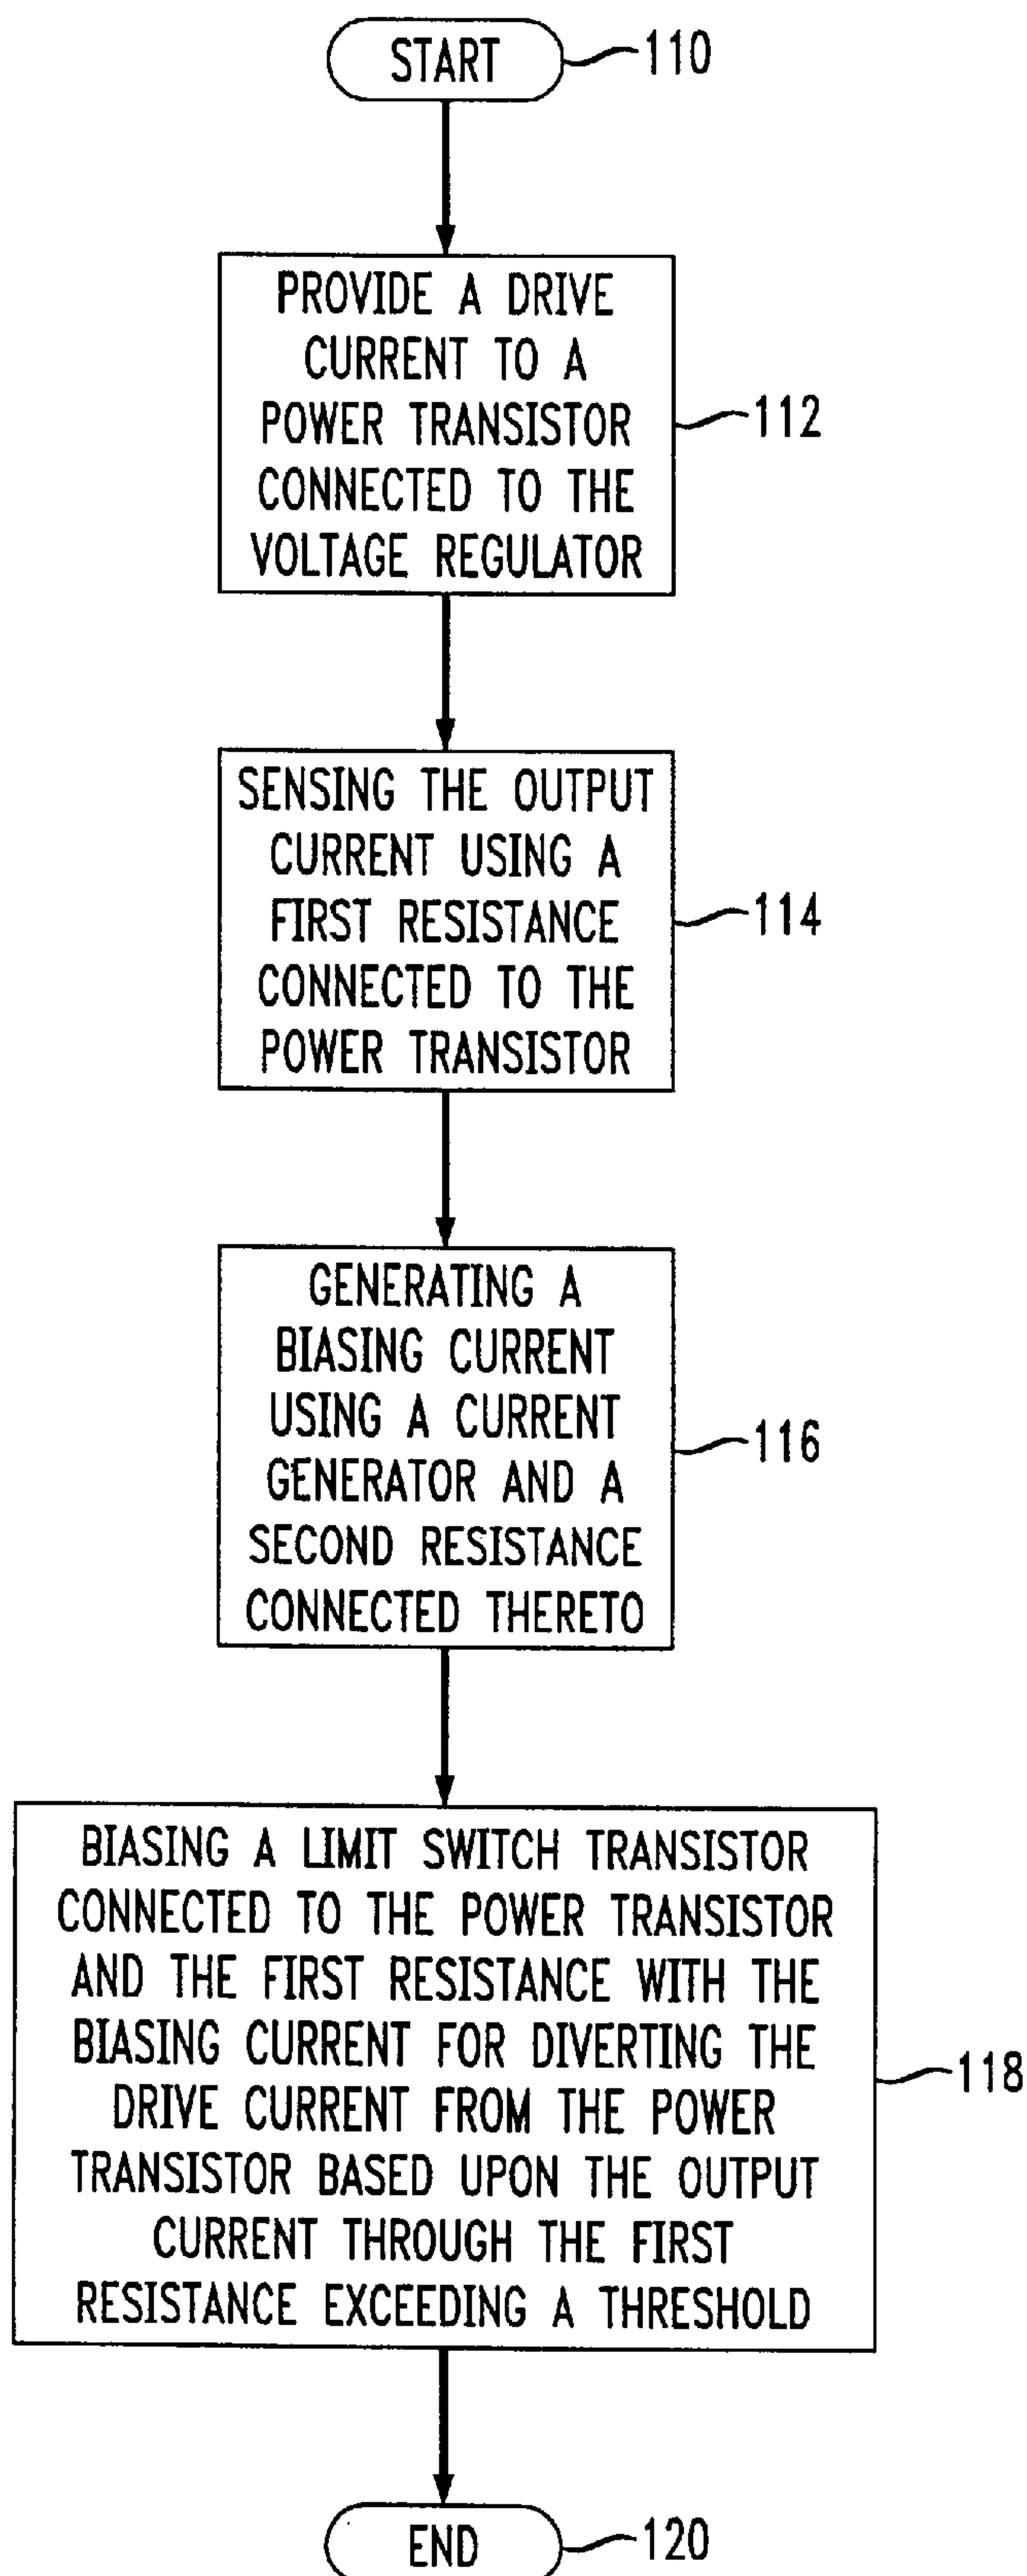 START
110
PROVIDE A DRIVE
CURRENT TO A
POWER TRANSISTOR
CONNECTED TO THE
VOLTAGE REGULATOR
112
SENSING THE OUTPUT
CURRENT USING A
FIRST RESISTANCE
CONNECTED TO THE
POWER TRANSISTOR
114
GENERATING A
BIASING CURRENT
USING A CURRENT
GENERATOR AND A
SECOND RESISTANCE
CONNECTED THERETO
116
BIASING A LIMIT SWITCH TRANSISTOR
CONNECTED TO THE POWER TRANSISTOR
AND THE FIRST RESISTANCE WITH THE
BIASING CURRENT FOR DIVERTING THE
DRIVE CURRENT FROM THE POWER
TRANSISTOR BASED UPON THE OUTPUT
CURRENT THROUGH THE FIRST
RESISTANCE EXCEEDING A THRESHOLD
118
END
120